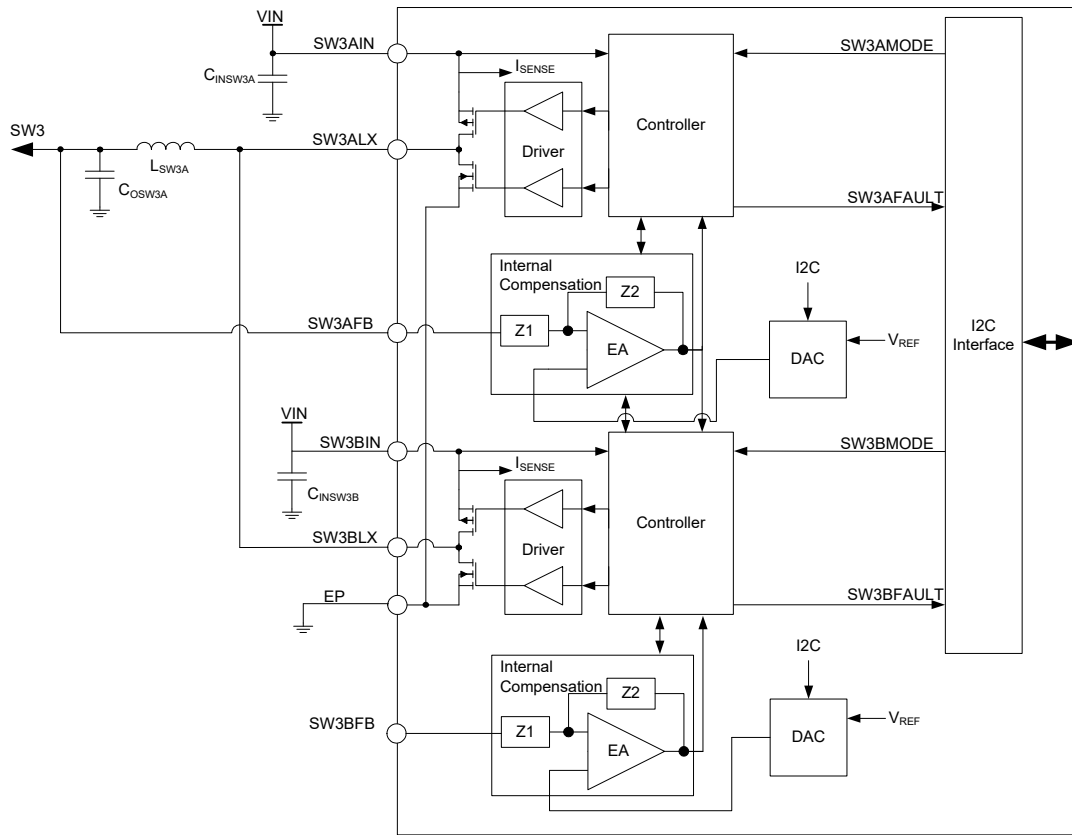 VIN
SW3AIN
CINSW3A
ISENSE
SW3AMODE
SW3
SW3ALX
LSW3A
COSW3A
Driver
Controller
SW3AFAULT
Internal
Compensation
Z2
Z1
EA
SW3AFB
I2C
DAC
VREF
I2C
Interface
VIN
SW3BIN
CINSW3B
ISENSE
SW3BMODE
SW3BLX
Driver
Controller
EP
SW3BFAULT
Internal
Compensation
Z2
Z1
EA
SW3BFB
I2C
DAC
VREF